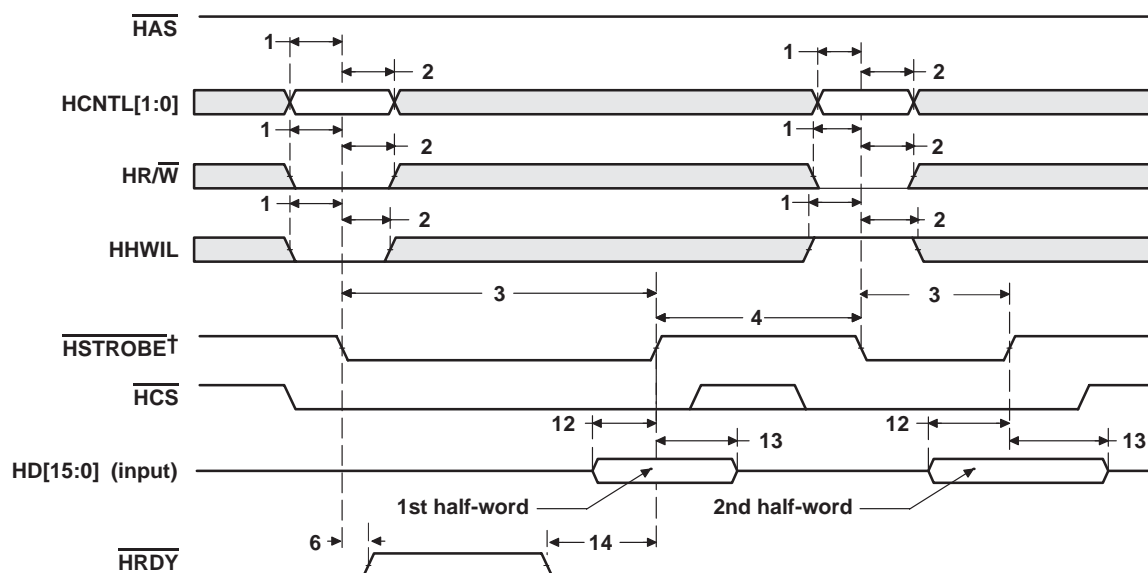 HAS
1
1
2
2
HCNTL[1:0]
1
1
2
2
HR/W
1
1
2
2
HHWIL
3
3
4
HSTROBE†
HCS
12
12
13
13
HD[15:0] (input)
1st half-word
2nd half-word
6
14
HRDY